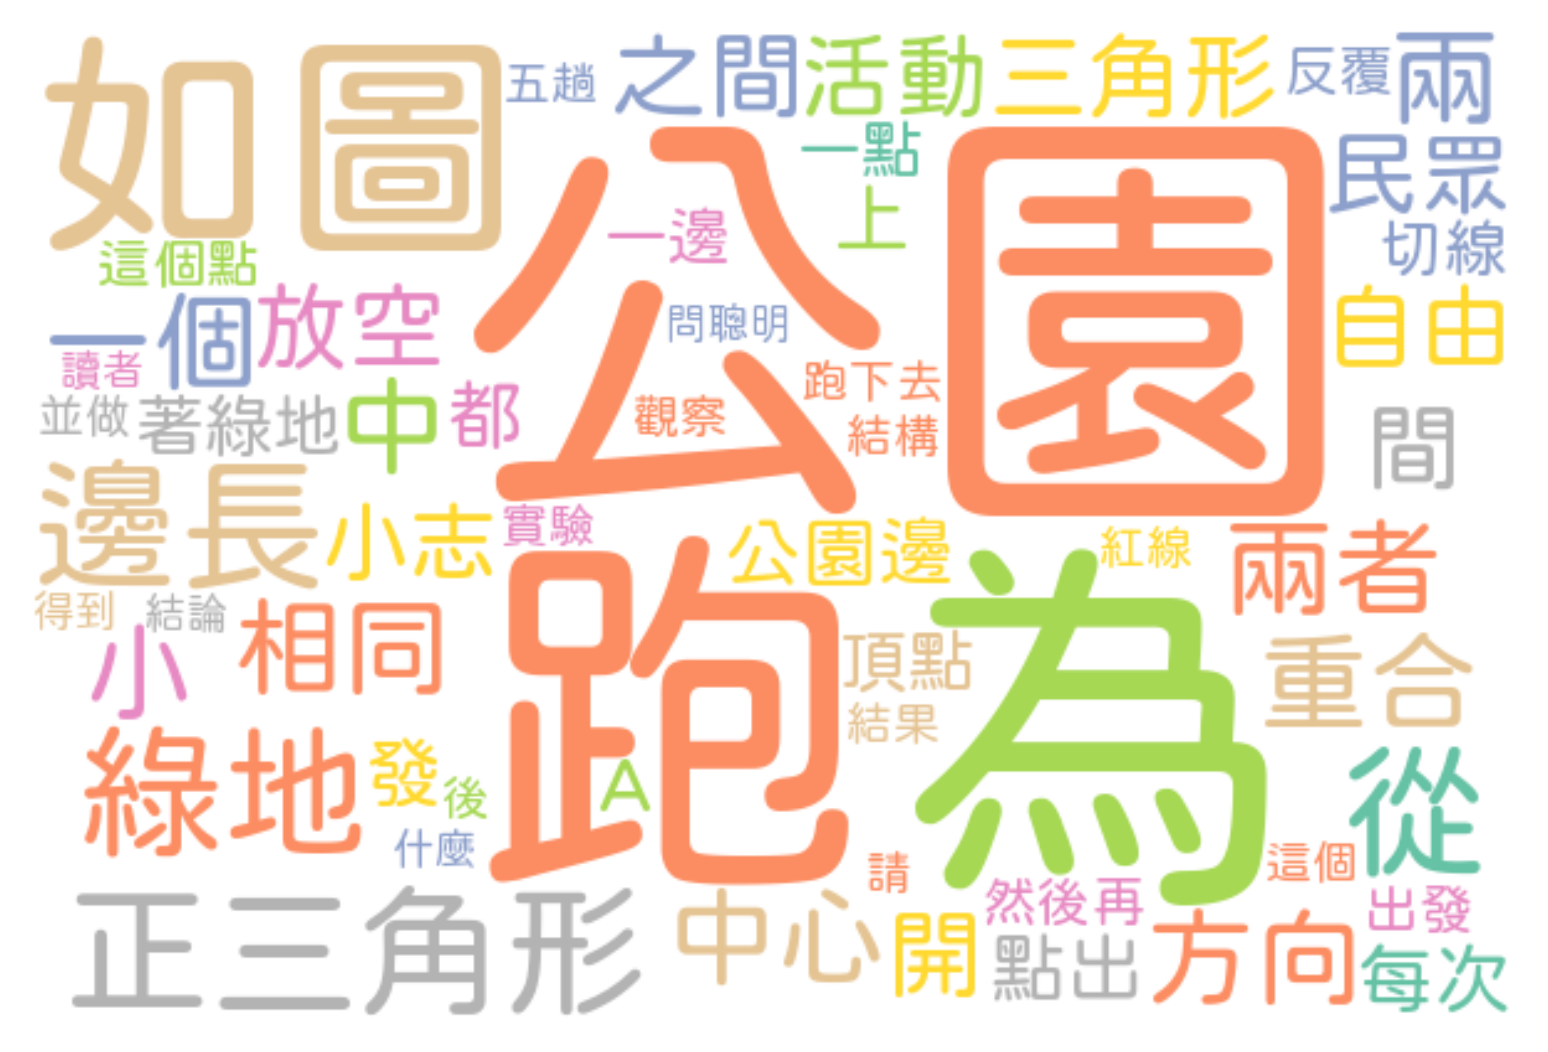 如圖
五趟
之間
活動
三角形
反覆
兩
公園
一點
民眾
一邊
上
切線
這個點
一個
放空
問聰明
自由
讀者
跑下去
並做
著綠地
中
都
觀察
結構
間
邊長
小志
實驗
公園邊
紅線
兩者
得到
結論
相同
跑
為
小
頂點
重合
結果
綠地
發
後
A
從
什麼
請
這個
正三角形
中心
開
然後再
出發
點出
方向
每次